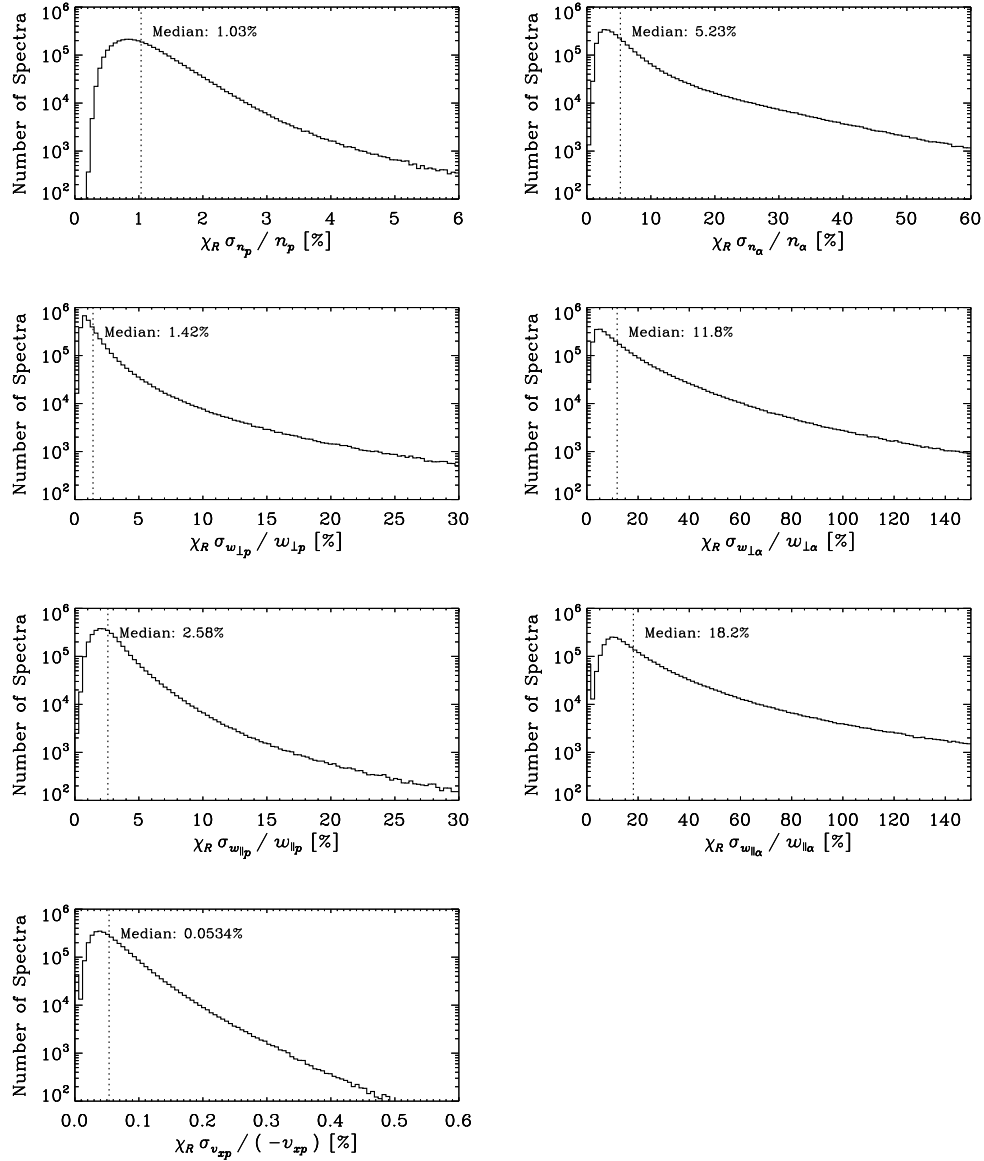 Number of Spectra
10^6
10^5
10^4
10^3
10^2
Median: 1.03%
0 1 2 3 4 5 6
χ_R σ_{n_p} / n_p [%]
Number of Spectra
10^6
10^5
10^4
10^3
10^2
Median: 5.23%
0 10 20 30 40 50 60
χ_R σ_{n_α} / n_α [%]
Number of Spectra
10^6
10^5
10^4
10^3
10^2
Median: 1.42%
0 5 10 15 20 25 30
χ_R σ_{w_{⊥p}} / w_{⊥p} [%]
Number of Spectra
10^6
10^5
10^4
10^3
10^2
Median: 11.8%
0 20 40 60 80 100 120 140
χ_R σ_{w_{⊥α}} / w_{⊥α} [%]
Number of Spectra
10^6
10^5
10^4
10^3
10^2
Median: 2.58%
0 5 10 15 20 25 30
χ_R σ_{w_{∥p}} / w_{∥p} [%]
Number of Spectra
10^6
10^5
10^4
10^3
10^2
Median: 18.2%
0 20 40 60 80 100 120 140
χ_R σ_{w_{∥α}} / w_{∥α} [%]
Number of Spectra
10^6
10^5
10^4
10^3
10^2
Median: 0.0534%
0.0 0.1 0.2 0.3 0.4 0.5 0.6
χ_R σ_{v_{xp}} / (−v_{xp}) [%]